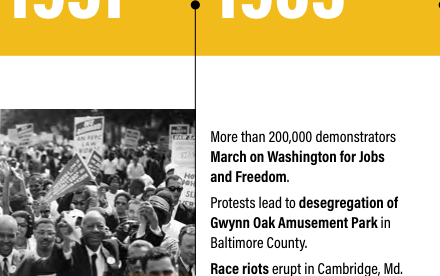 More than 200,000 demonstrators
March on Washington for Jobs
and Freedom.
Protests lead to desegregation of
Gwynn Oak Amusement Park in
Baltimore County.
Race riots erupt in Cambridge, Md.